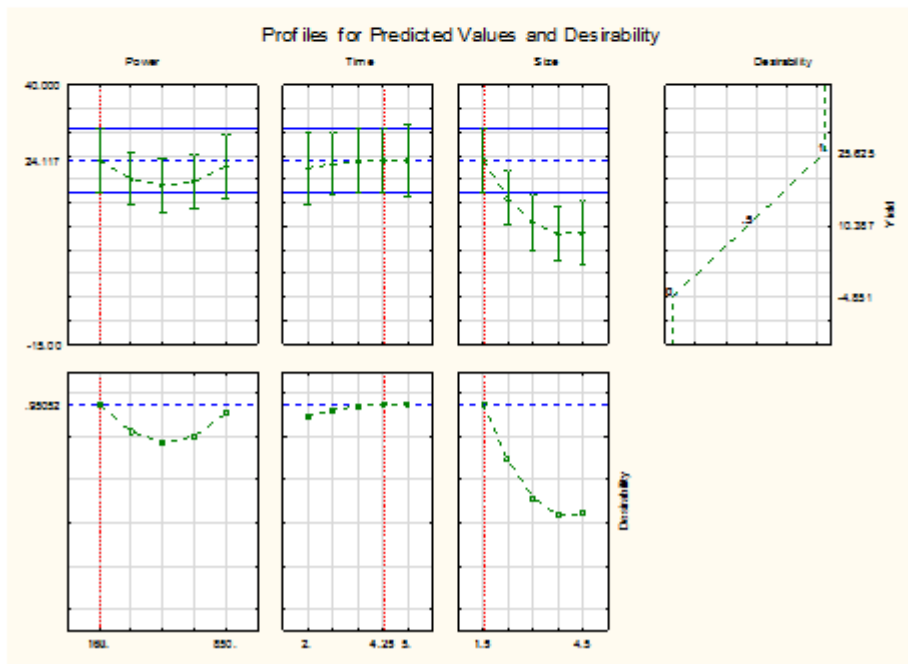 Profiles for Predicted Values and Desirability
Power Time Size Desirability
40.000
24.117
-15.00
1.
.5
0.
25.625
10.387
-4.851
Yield
.95052
Desirability
160. 850. 2. 4.25 5. 1.5 4.5